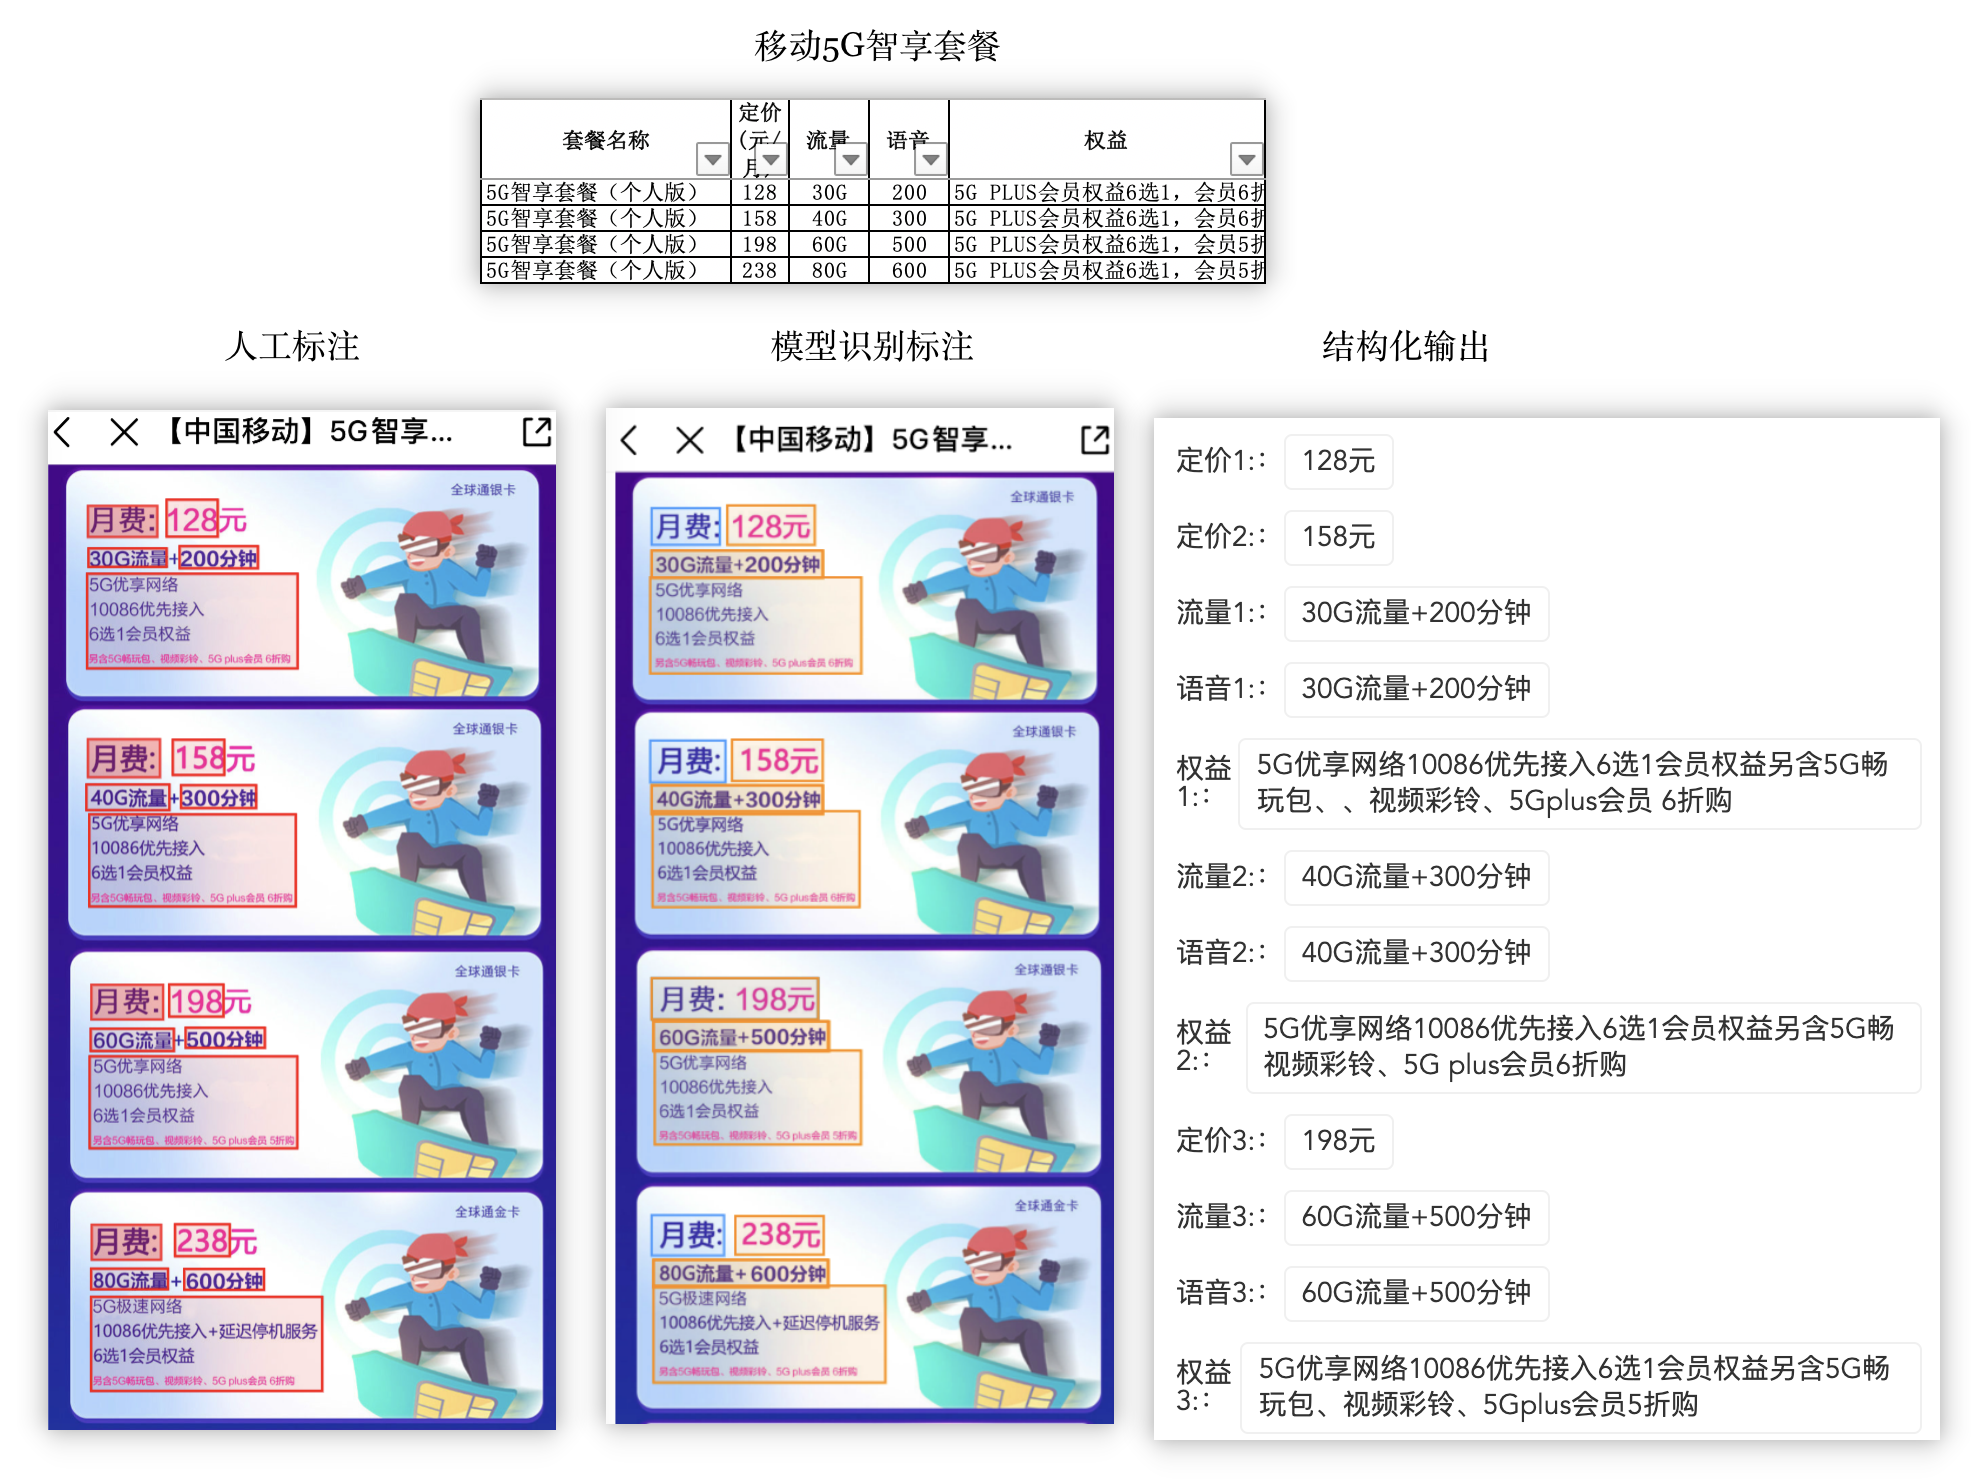 移动5G智享套餐
套餐名称 定价(元/月) 流量 语音 权益
5G智享套餐（个人版） 128 30G 200 5G PLUS会员权益6选1，会员6折
5G智享套餐（个人版） 158 40G 300 5G PLUS会员权益6选1，会员6折
5G智享套餐（个人版） 198 60G 500 5G PLUS会员权益6选1，会员5折
5G智享套餐（个人版） 238 80G 600 5G PLUS会员权益6选1，会员5折
人工标注
【中国移动】5G智享...
全球通银卡
月费: 128元
30G流量+200分钟
5G优享网络
10086优先接入
6选1会员权益
另含5G畅玩包、视频彩铃、5G plus会员 6折购
全球通银卡
月费: 158元
40G流量+300分钟
5G优享网络
10086优先接入
6选1会员权益
另含5G畅玩包、视频彩铃、5G plus会员 6折购
全球通银卡
月费: 198元
60G流量+500分钟
5G优享网络
10086优先接入
6选1会员权益
另含5G畅玩包、视频彩铃、5G plus会员 5折购
全球通金卡
月费: 238元
80G流量+600分钟
5G极速网络
10086优先接入+延迟停机服务
6选1会员权益
另含5G畅玩包、视频彩铃、5G plus会员 6折购
模型识别标注
【中国移动】5G智享...
全球通银卡
月费: 128元
30G流量+200分钟
5G优享网络
10086优先接入
6选1会员权益
另含5G畅玩包、视频彩铃、5G plus会员 6折购
全球通银卡
月费: 158元
40G流量+300分钟
5G优享网络
10086优先接入
6选1会员权益
另含5G畅玩包、视频彩铃、5G plus会员 6折购
全球通银卡
月费: 198元
60G流量+500分钟
5G优享网络
10086优先接入
6选1会员权益
另含5G畅玩包、视频彩铃、5G plus会员 5折购
全球通金卡
月费: 238元
80G流量+600分钟
5G极速网络
10086优先接入+延迟停机服务
6选1会员权益
另含5G畅玩包、视频彩铃、5G plus会员 6折购
结构化输出
定价1:： 128元
定价2:： 158元
流量1:： 30G流量+200分钟
语音1:： 30G流量+200分钟
权益1:： 5G优享网络10086优先接入6选1会员权益另含5G畅
玩包、、视频彩铃、5Gplus会员 6折购
流量2:： 40G流量+300分钟
语音2:： 40G流量+300分钟
权益2:： 5G优享网络10086优先接入6选1会员权益另含5G畅
视频彩铃、5G plus会员6折购
定价3:： 198元
流量3:： 60G流量+500分钟
语音3:： 60G流量+500分钟
权益3:： 5G优享网络10086优先接入6选1会员权益另含5G畅
玩包、视频彩铃、5Gplus会员5折购